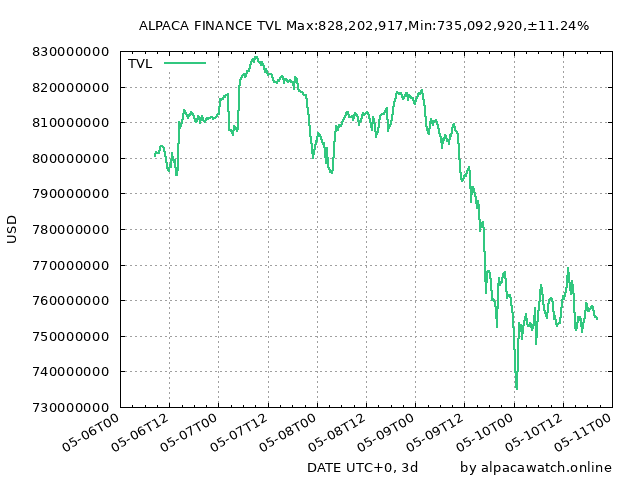 ALPACA FINANCE TVL Max:828,202,917,Min:735,092,920,±11.24%
TVL
830000000
820000000
810000000
800000000
790000000
780000000
770000000
760000000
750000000
740000000
730000000
USD
05-06T00
05-06T12
05-07T00
05-07T12
05-08T00
05-08T12
05-09T00
05-09T12
05-10T00
05-10T12
05-11T00
DATE UTC+0, 3d
by alpacawatch.online